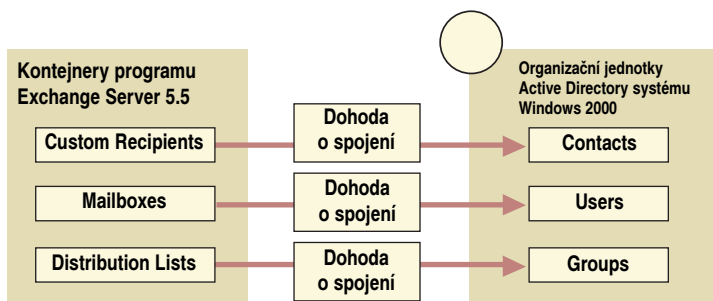 Kontejnery programu
Exchange Server 5.5
Organizační jednotky
Active Directory systému
Windows 2000
Custom Recipients
Dohoda
o spojení
Contacts
Mailboxes
Dohoda
o spojení
Users
Distribution Lists
Dohoda
o spojení
Groups